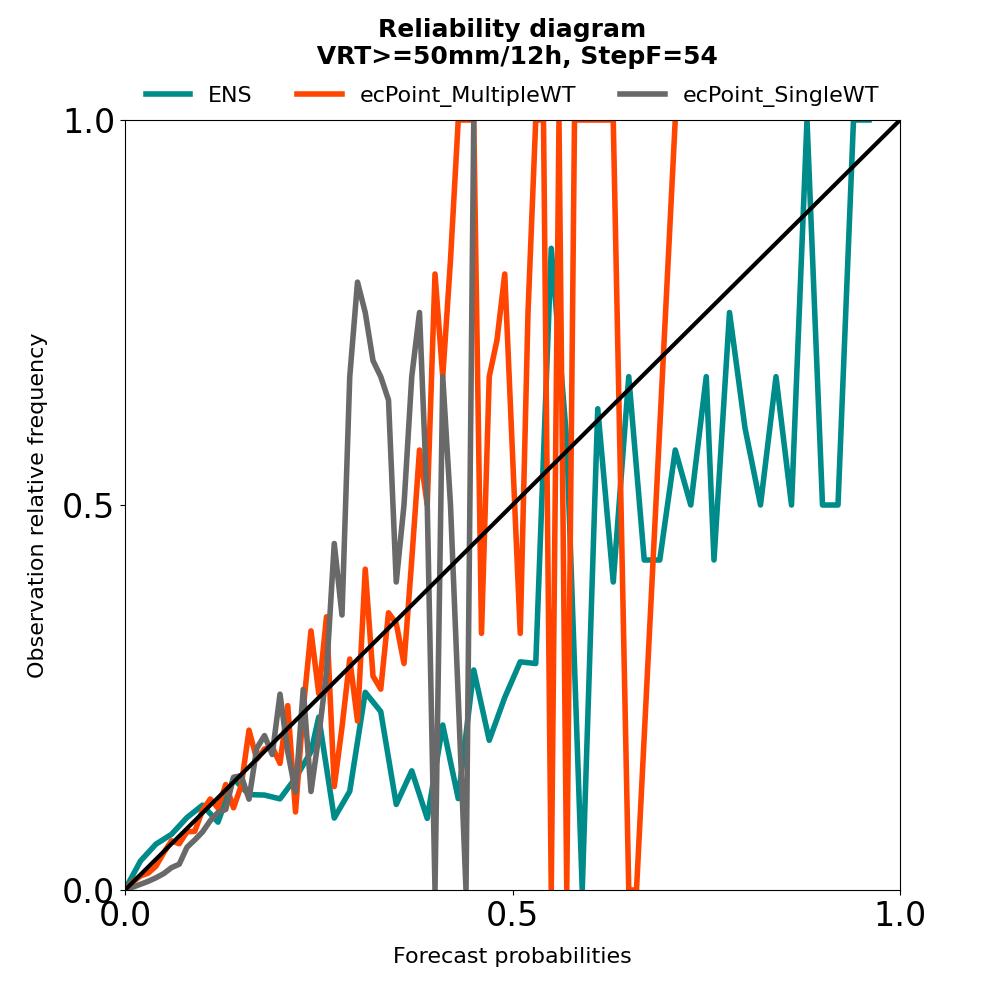 Reliability diagram
VRT>=50mm/12h, StepF=54
ENS ecPoint_MultipleWT ecPoint_SingleWT
1.0
0.5
0.0
Observation relative frequency
0.0 0.5 1.0
Forecast probabilities